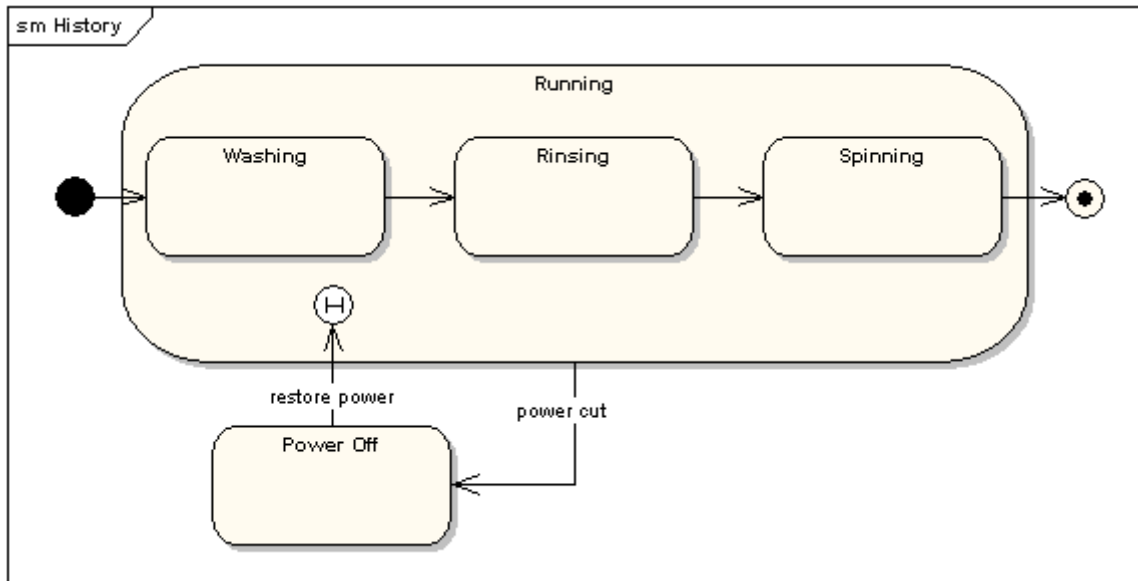 sm History
Running
Washing
Rinsing
Spinning
H
restore power
power cut
Power Off